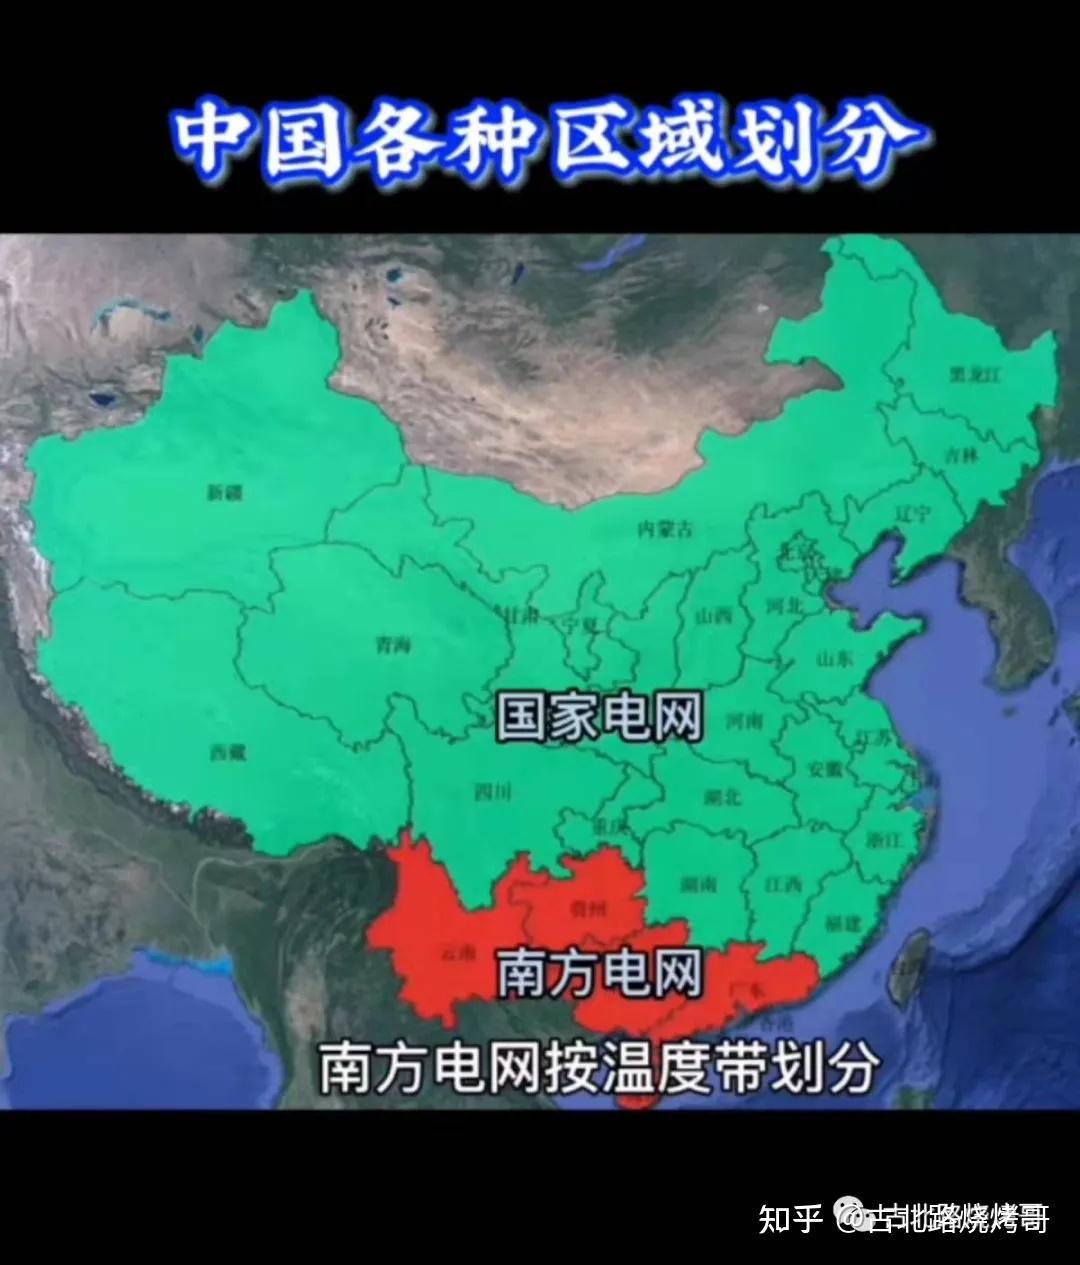 中国各种区域划分
黑龙江
吉林
新疆
辽宁
内蒙古
北京
天津
甘肃
宁夏
山西
河北
青海
山东
国家电网
河南
江苏
西藏
安徽
四川
湖北
重庆
浙江
湖南
江西
贵州
福建
云南
南方电网
广东
台湾
香港
南方电网按温度带划分
知乎 @古北路烧烤哥